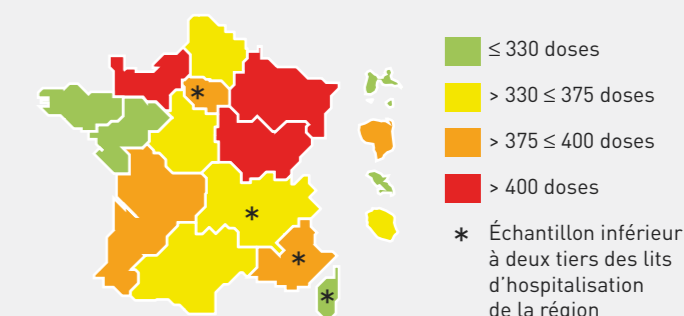 ≤ 330 doses
> 330 ≤ 375 doses
> 375 ≤ 400 doses
> 400 doses
* Échantillon inférieur
à deux tiers des lits
d’hospitalisation
de la région
*
*
*
*